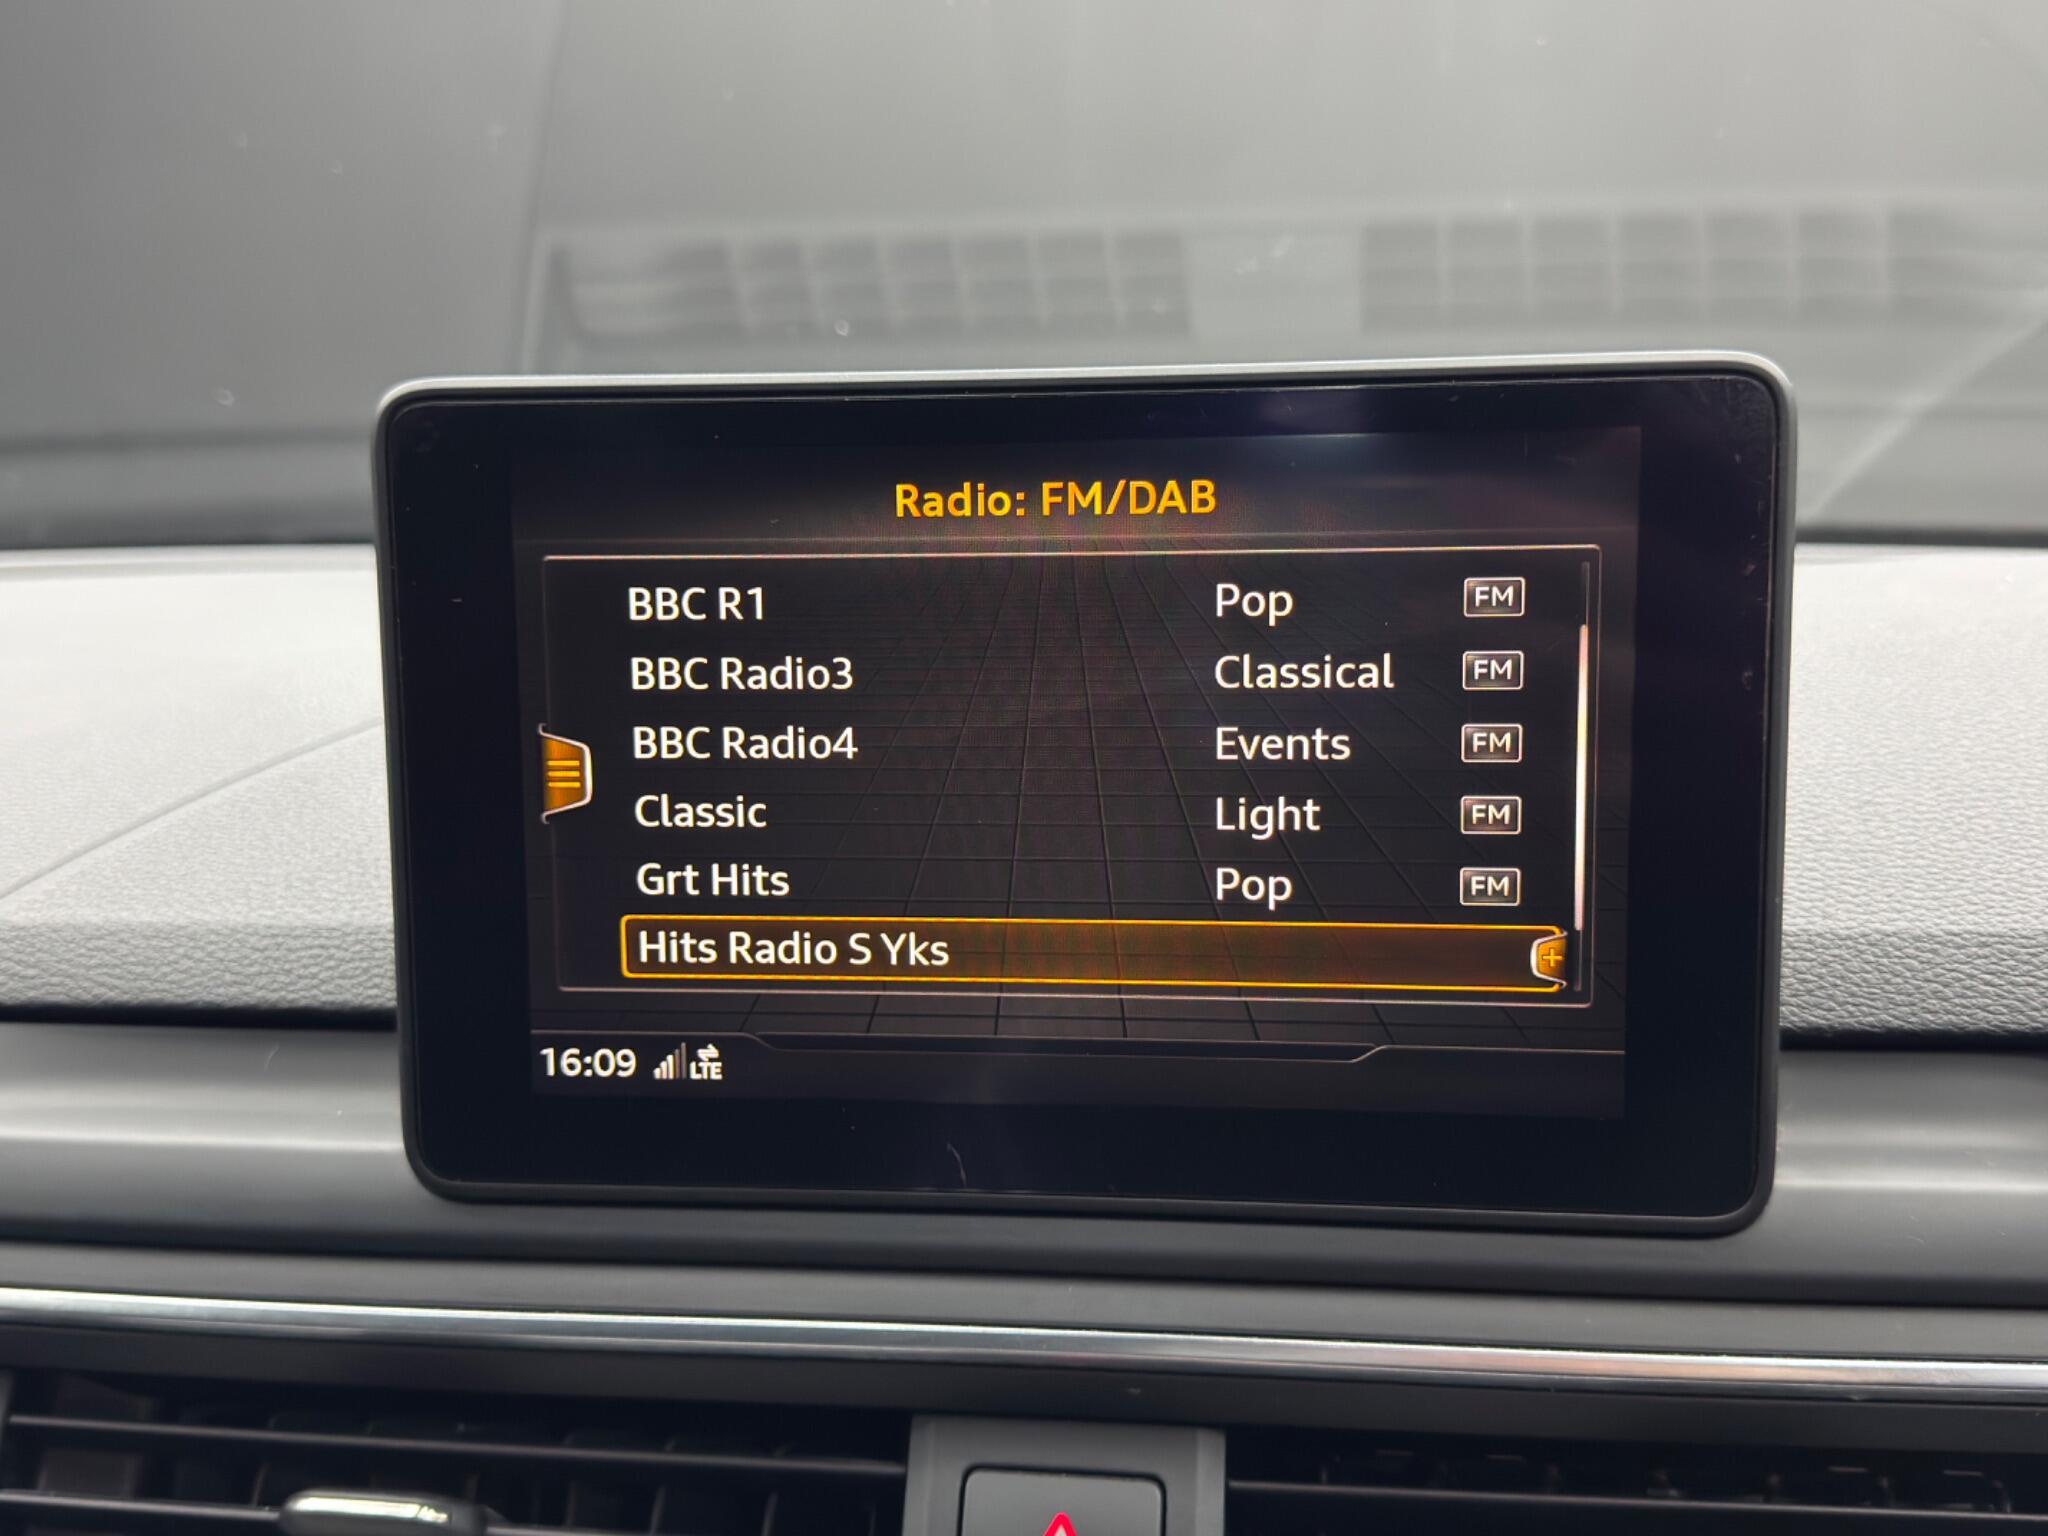 Radio: FM/DAB
BBC R1 Pop FM
BBC Radio3 Classical FM
BBC Radio4 Events FM
Classic Light FM
Grt Hits Pop FM
Hits Radio S Yks
16:09 LTE